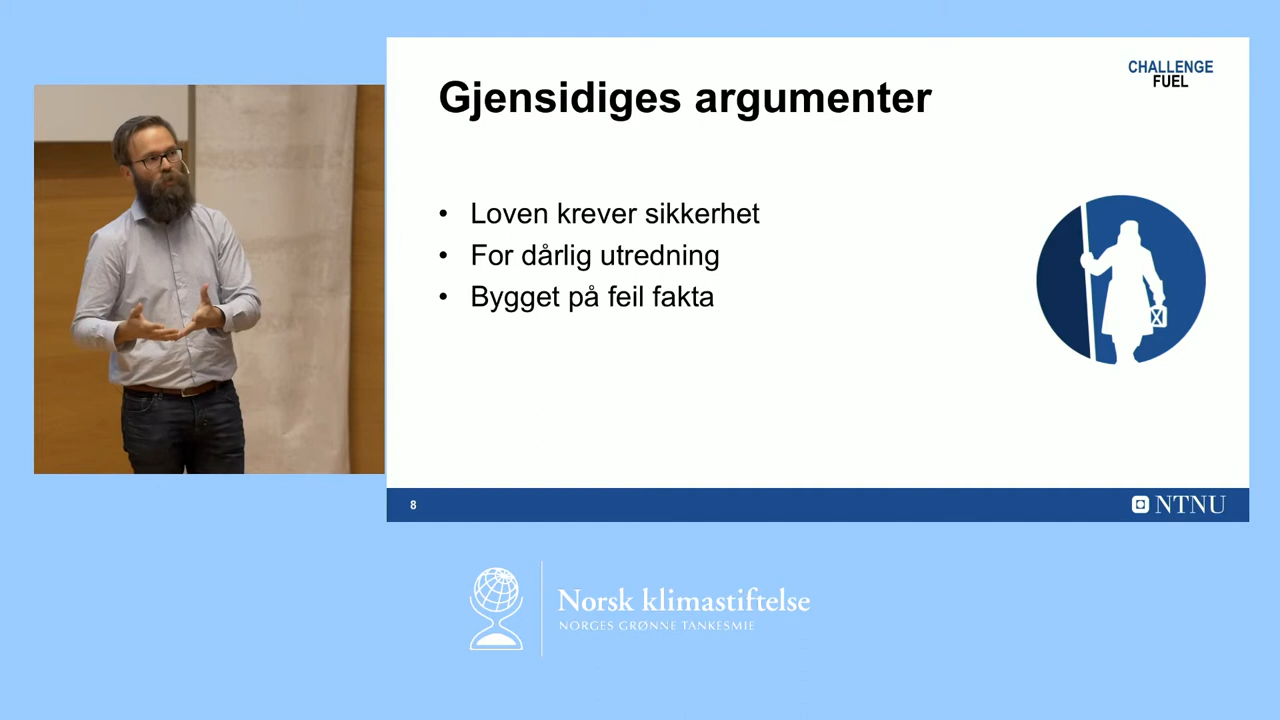 CHALLENGE
FUEL
Gjensidiges argumenter
• Loven krever sikkerhet
• For dårlig utredning
• Bygget på feil fakta
8
NTNU
Norsk klimastiftelse
NORGES GRØNNE TANKESMIE